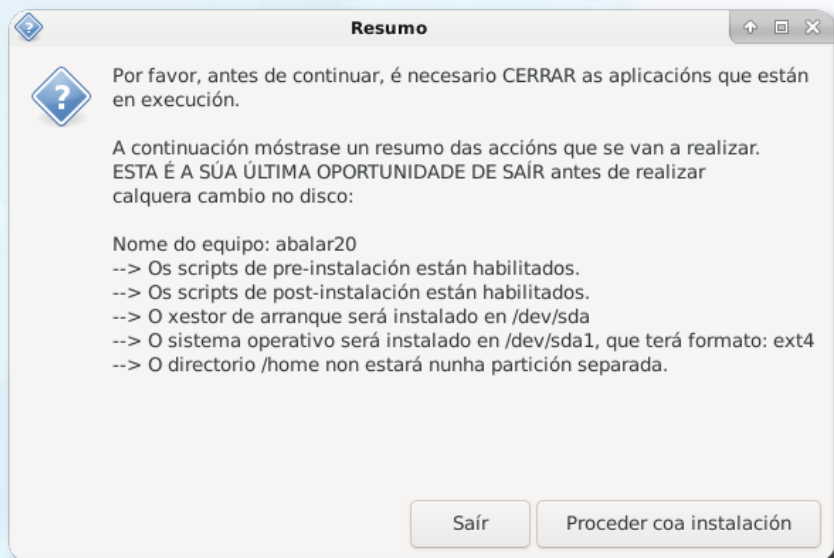 Resumo
Por favor, antes de continuar, é necesario CERRAR as aplicacións que están
en execución.
A continuación móstrase un resumo das accións que se van a realizar.
ESTA É A SÚA ÚLTIMA OPORTUNIDADE DE SAÍR antes de realizar
calquera cambio no disco:
Nome do equipo: abalar20
--> Os scripts de pre-instalación están habilitados.
--> Os scripts de post-instalación están habilitados.
--> O xestor de arranque será instalado en /dev/sda
--> O sistema operativo será instalado en /dev/sda1, que terá formato: ext4
--> O directorio /home non estará nunha partición separada.
Saír
Proceder coa instalación